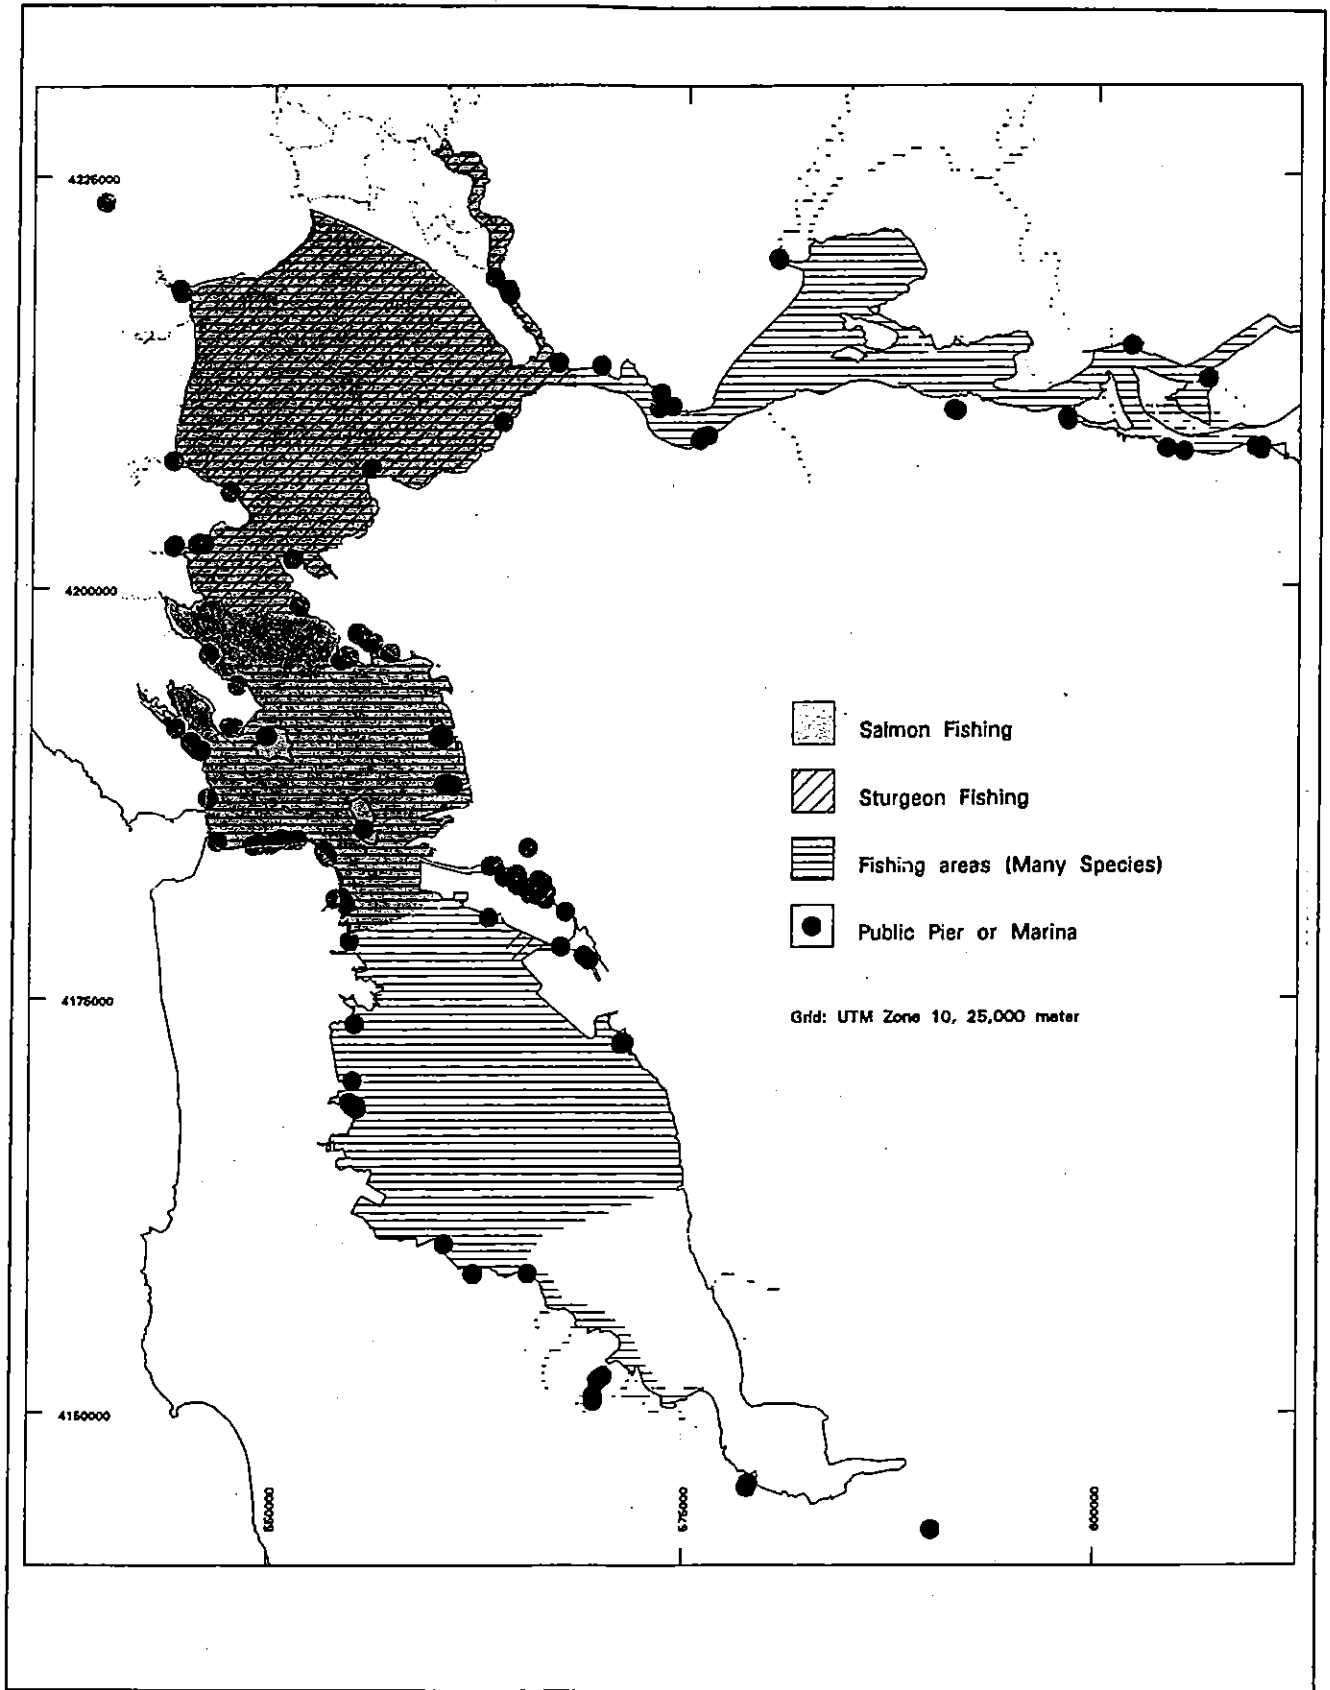 4225000
4200000
Salmon Fishing
Sturgeon Fishing
Fishing areas (Many Species)
Public Pier or Marina
4175000
Grid: UTM Zone 10, 25,000 meter
4150000
550000
575000
600000